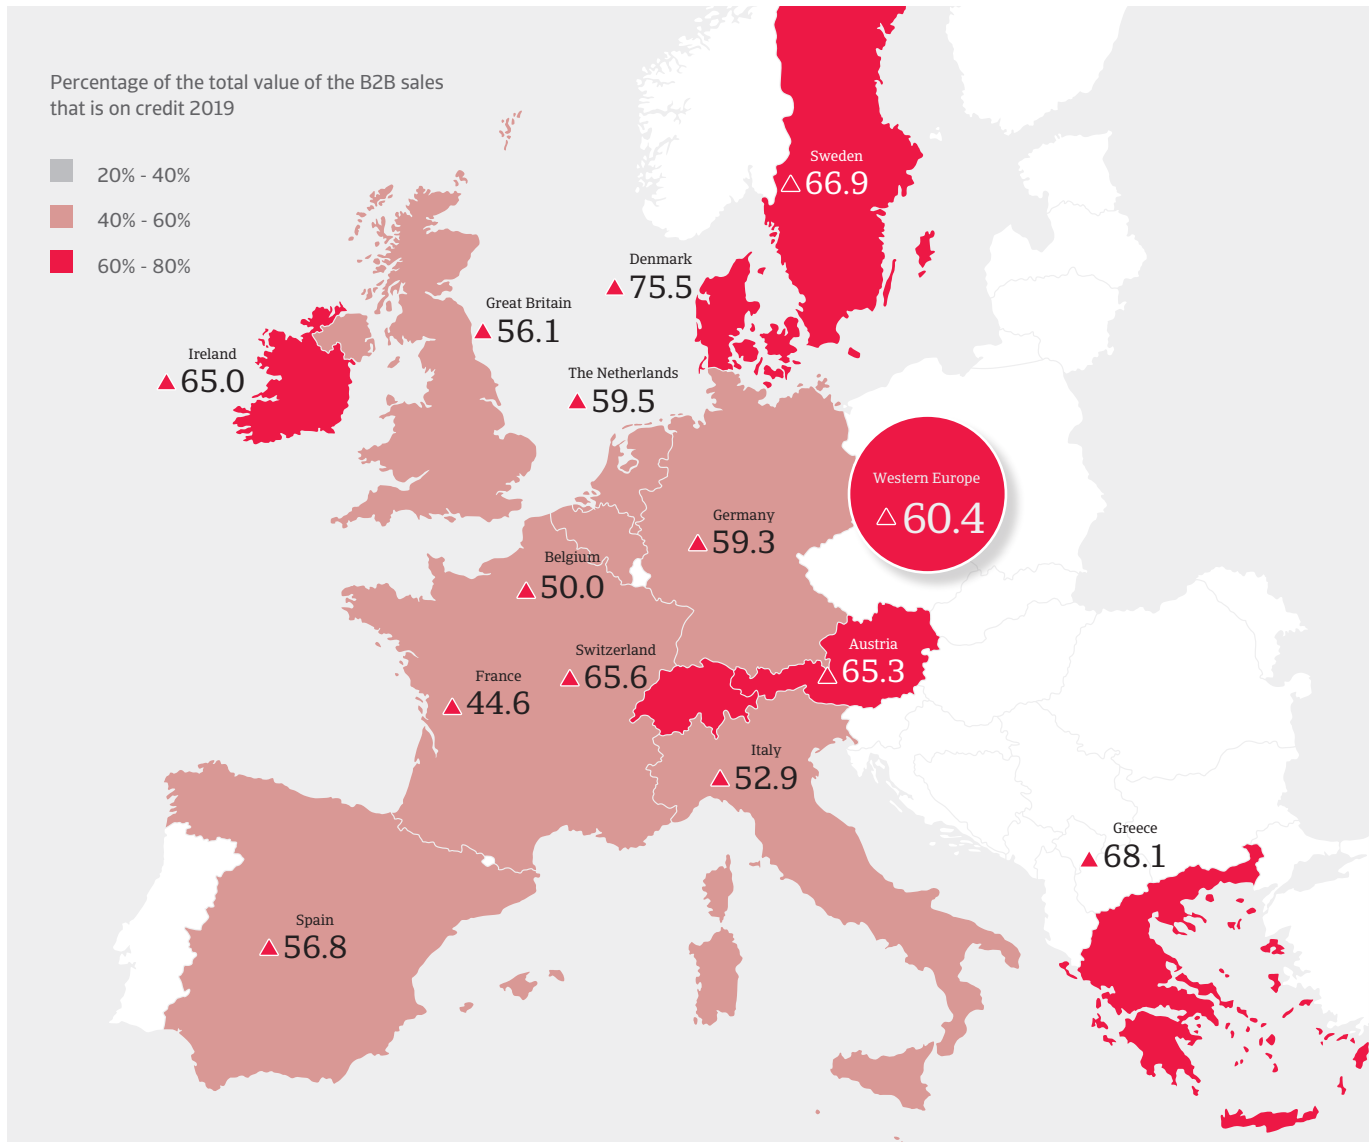 Percentage of the total value of the B2B sales
that is on credit 2019
20% - 40%
40% - 60%
60% - 80%
Sweden
66.9
Denmark
75.5
Great Britain
56.1
Ireland
65.0
The Netherlands
59.5
Western Europe
60.4
Germany
59.3
Belgium
50.0
Switzerland
65.6
Austria
65.3
France
44.6
Italy
52.9
Greece
68.1
Spain
56.8